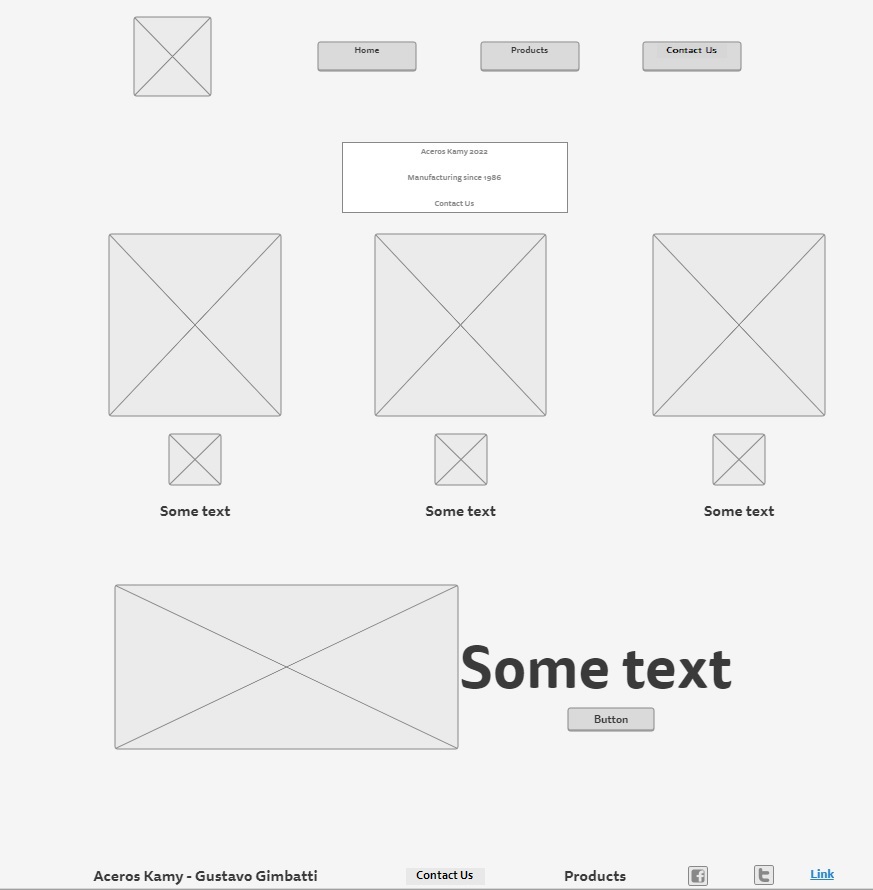 Home Products Contact Us
Aceros Kamy 2022
Manufacturing since 1986
Contact Us
Some text Some text Some text
Some text
Button
Aceros Kamy - Gustavo Gimbatti Contact Us Products Link